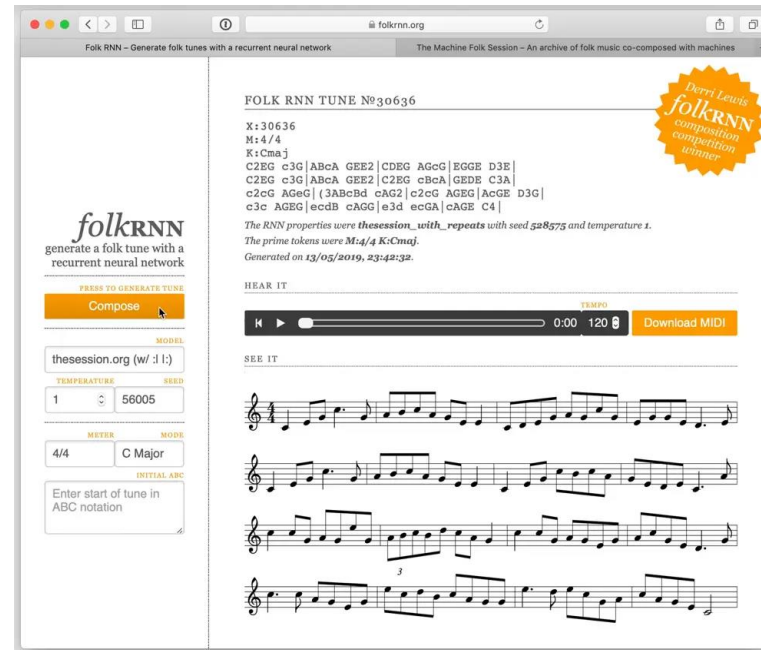 folkrnn.org
Folk RNN – Generate folk tunes with a recurrent neural network
The Machine Folk Session – An archive of folk music co-composed with machines
folkRNN
generate a folk tune with a
recurrent neural network
PRESS TO GENERATE TUNE
Compose
MODEL
thesession.org (w/ :| |:)
TEMPERATURE
SEED
1
56005
METER
MODE
4/4
C Major
INITIAL ABC
Enter start of tune in
ABC notation
FOLK RNN TUNE №30636
Derri Lewis
folkRNN
composition
competition
winner
X:30636
M:4/4
K:Cmaj
C2EG c3G|ABcA GEE2|CDEG AGcG|EGGE D3E|
C2EG c3G|ABcA GEE2|C2EG cBcA|GEDE C3A|
c2cG AGeG|(3ABcBd cAG2|c2cG AGEG|AcGE D3G|
c3c AGEG|ecdB cAGG|e3d ecGA|cAGE C4|
The RNN properties were thesession_with_repeats with seed 528575 and temperature 1.
The prime tokens were M:4/4 K:Cmaj.
Generated on 13/05/2019, 23:42:32.
HEAR IT
TEMPO
0:00
120
Download MIDI
SEE IT
4
4
3